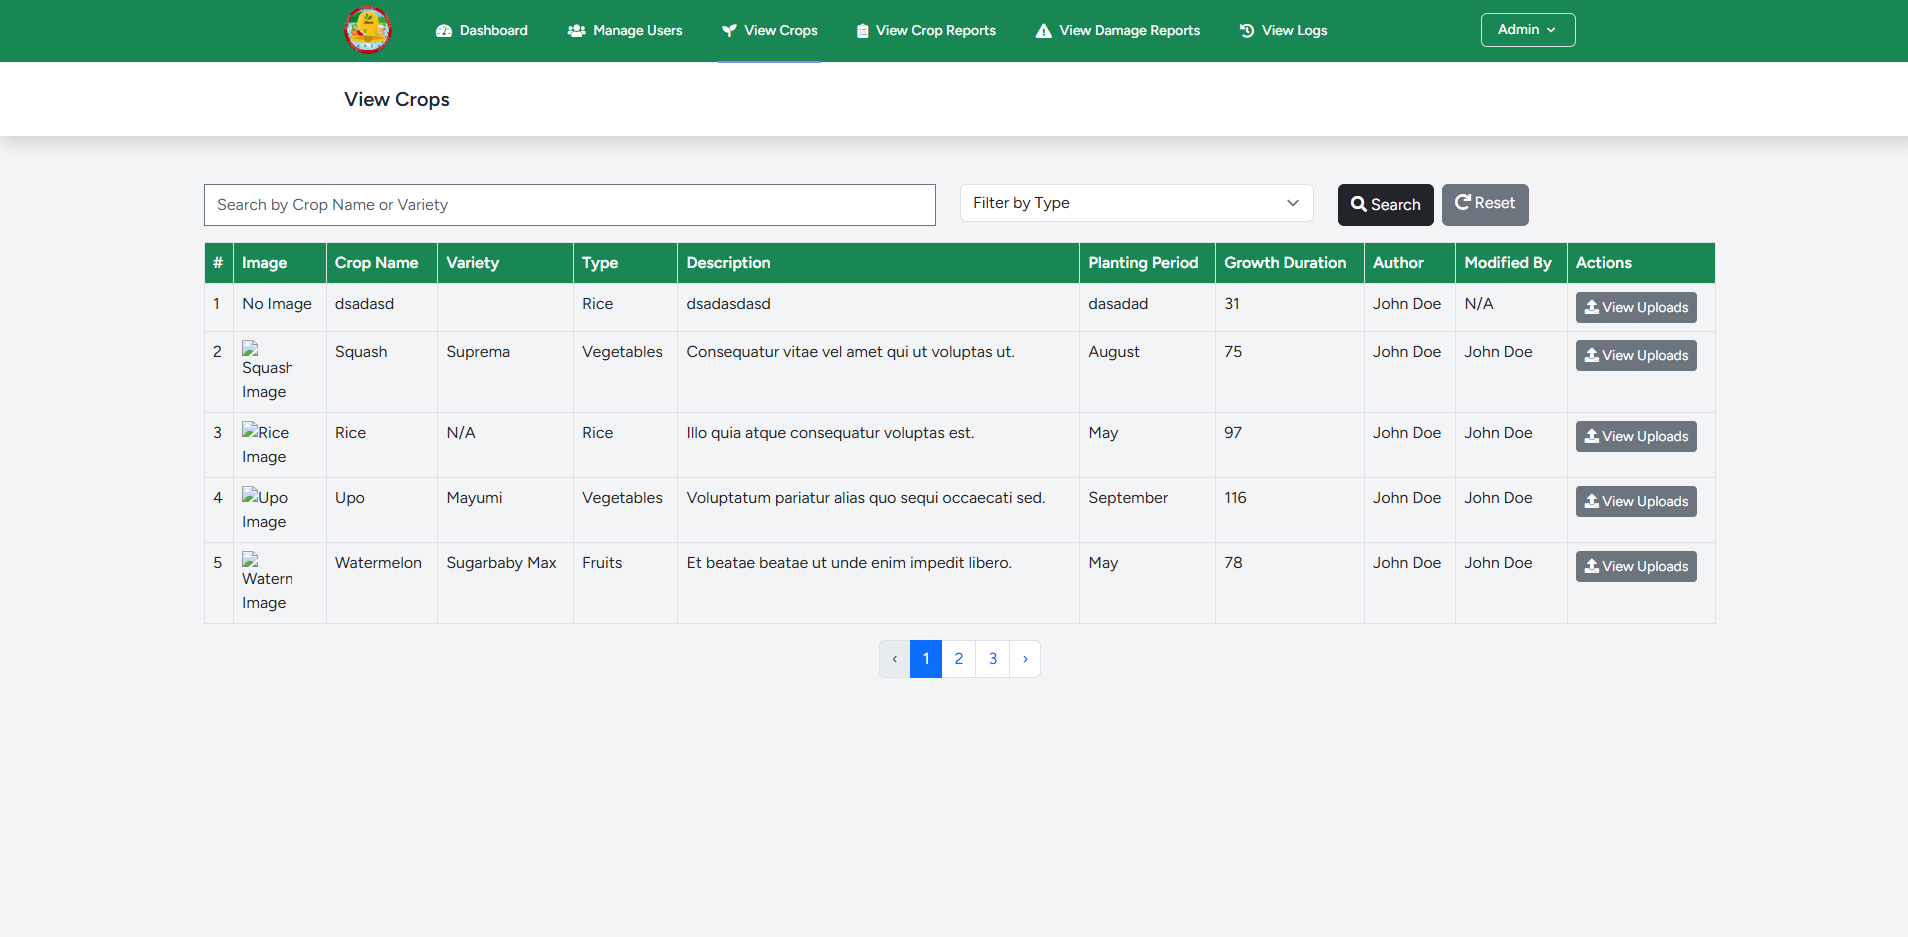 Dashboard Manage Users View Crops View Crop Reports View Damage Reports View Logs Admin
View Crops
Search by Crop Name or Variety Filter by Type Search Reset
# Image Crop Name Variety Type Description Planting Period Growth Duration Author Modified By Actions
1 No Image dsadasd Rice dsadasdasd dasadad 31 John Doe N/A View Uploads
2 Squash Image Squash Suprema Vegetables Consequatur vitae vel amet qui ut voluptas ut. August 75 John Doe John Doe View Uploads
3 Rice Image Rice N/A Rice Illo quia atque consequatur voluptas est. May 97 John Doe John Doe View Uploads
4 Upo Image Upo Mayumi Vegetables Voluptatum pariatur alias quo sequi occaecati sed. September 116 John Doe John Doe View Uploads
5 Watern Image Watermelon Sugarbaby Max Fruits Et beatae beatae ut unde enim impedit libero. May 78 John Doe John Doe View Uploads
‹ 1 2 3 ›